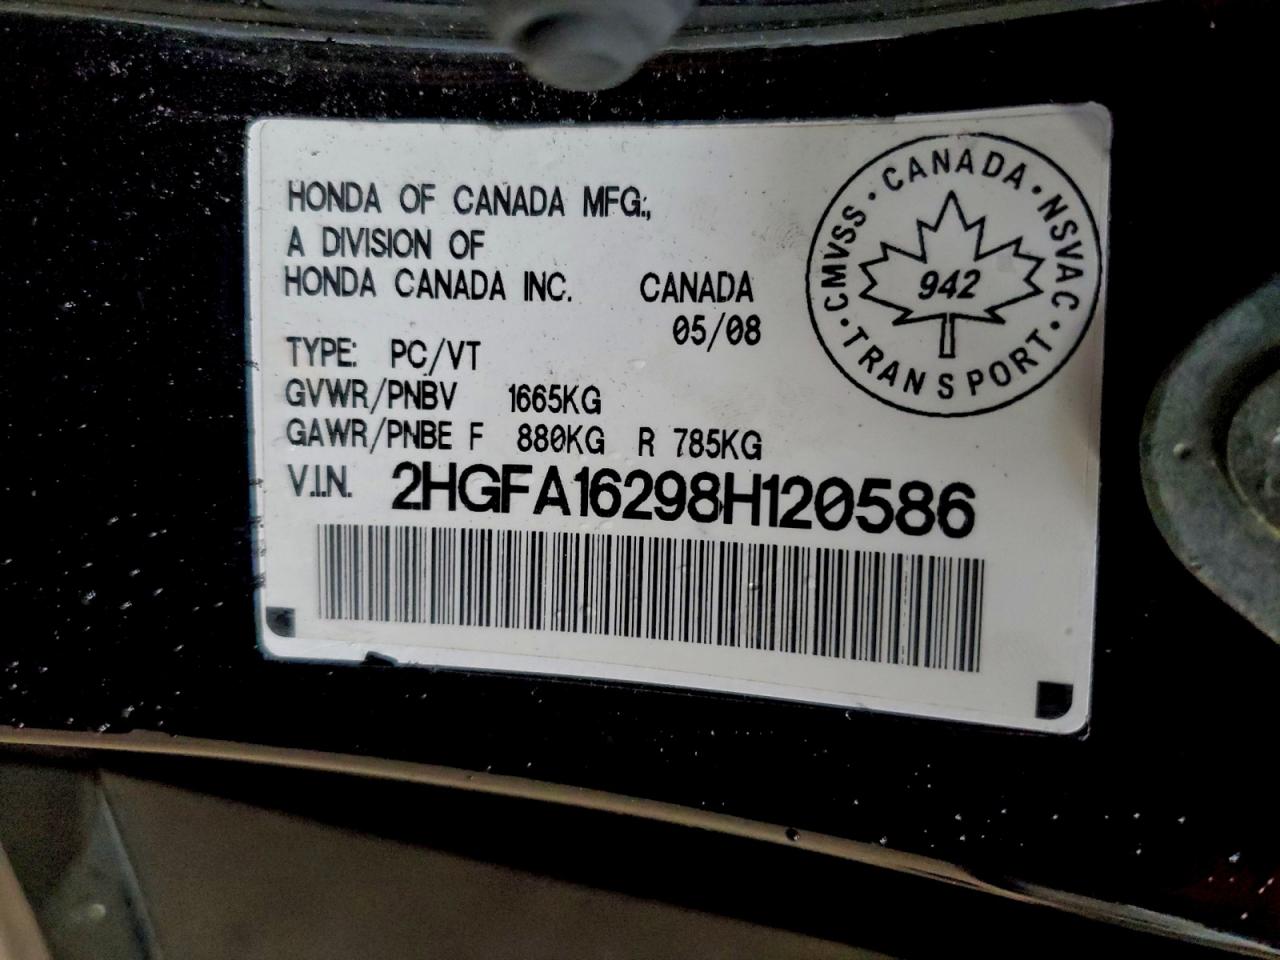 HONDA OF CANADA MFG.,
A DIVISION OF
HONDA CANADA INC. CANADA
05/08
TYPE: PC/VT
GVWR/PNBV 1665KG
GAWR/PNBE F 880KG R 785KG
V.I.N. 2HGFA16298H120586
CMVSS · CANADA · NSVAC · TRANSPORT ·
942